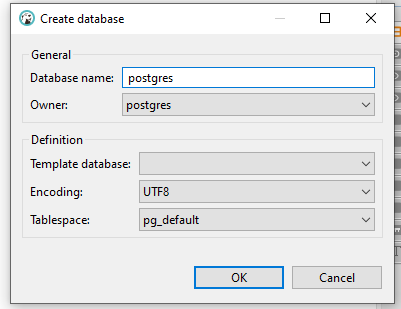 Create database
General
Database name: postgres
Owner: postgres
Definition
Template database:
Encoding: UTF8
Tablespace: pg_default
OK Cancel